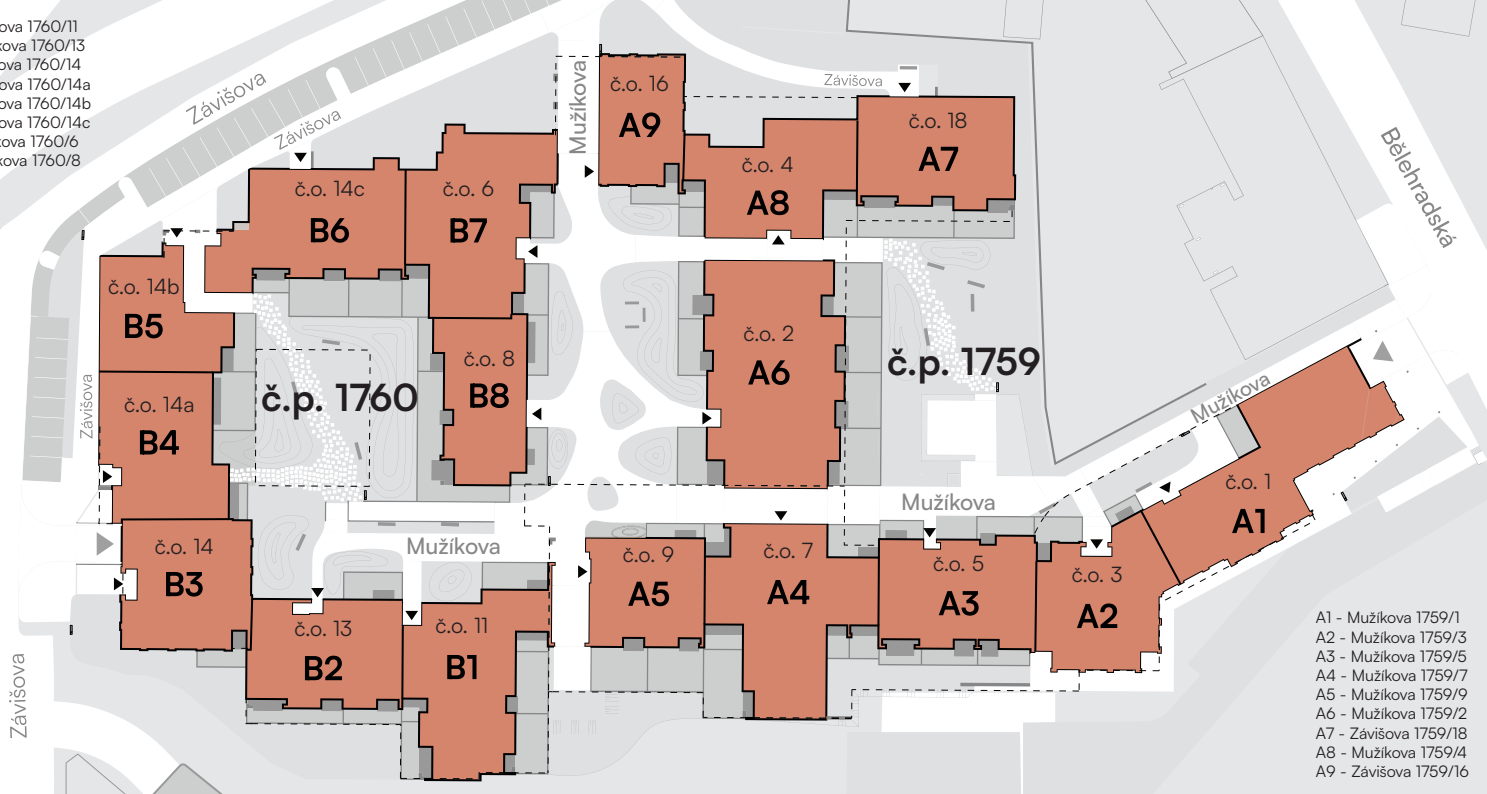 ova 1760/11
kova 1760/13
ova 1760/14
ova 1760/14a
ova 1760/14b
ova 1760/14c
kova 1760/6
kova 1760/8
Závišova
Závišova
Mužíkova
č.o. 16
A9
Závišova
č.o. 18
A7
č.o. 4
A8
Bělehradská
č.o. 14c
B6
č.o. 6
B7
č.o. 14b
B5
č.o. 2
A6
č.o. 8
B8
č.p. 1759
č.p. 1760
Závišova
č.o. 14a
B4
Mužíkova
č.o. 1
A1
Mužíkova
Mužíkova
č.o. 14
B3
č.o. 9
A5
č.o. 7
A4
č.o. 5
A3
č.o. 3
A2
č.o. 13
B2
č.o. 11
B1
Závišova
A1 - Mužíkova 1759/1
A2 - Mužíkova 1759/3
A3 - Mužíkova 1759/5
A4 - Mužíkova 1759/7
A5 - Mužíkova 1759/9
A6 - Mužíkova 1759/2
A7 - Závišova 1759/18
A8 - Mužíkova 1759/4
A9 - Závišova 1759/16